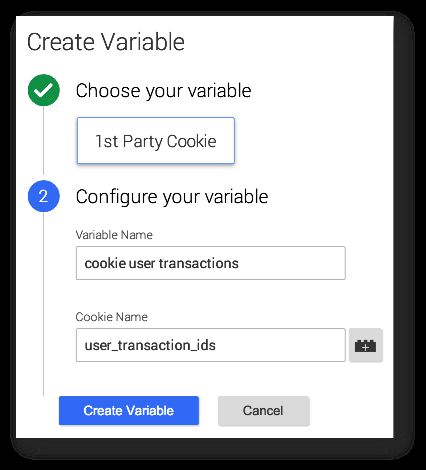 Create Variable
Choose your variable
1st Party Cookie
2
Configure your variable
Variable Name
cookie user transactions
Cookie Name
user_transaction_ids
Create Variable
Cancel